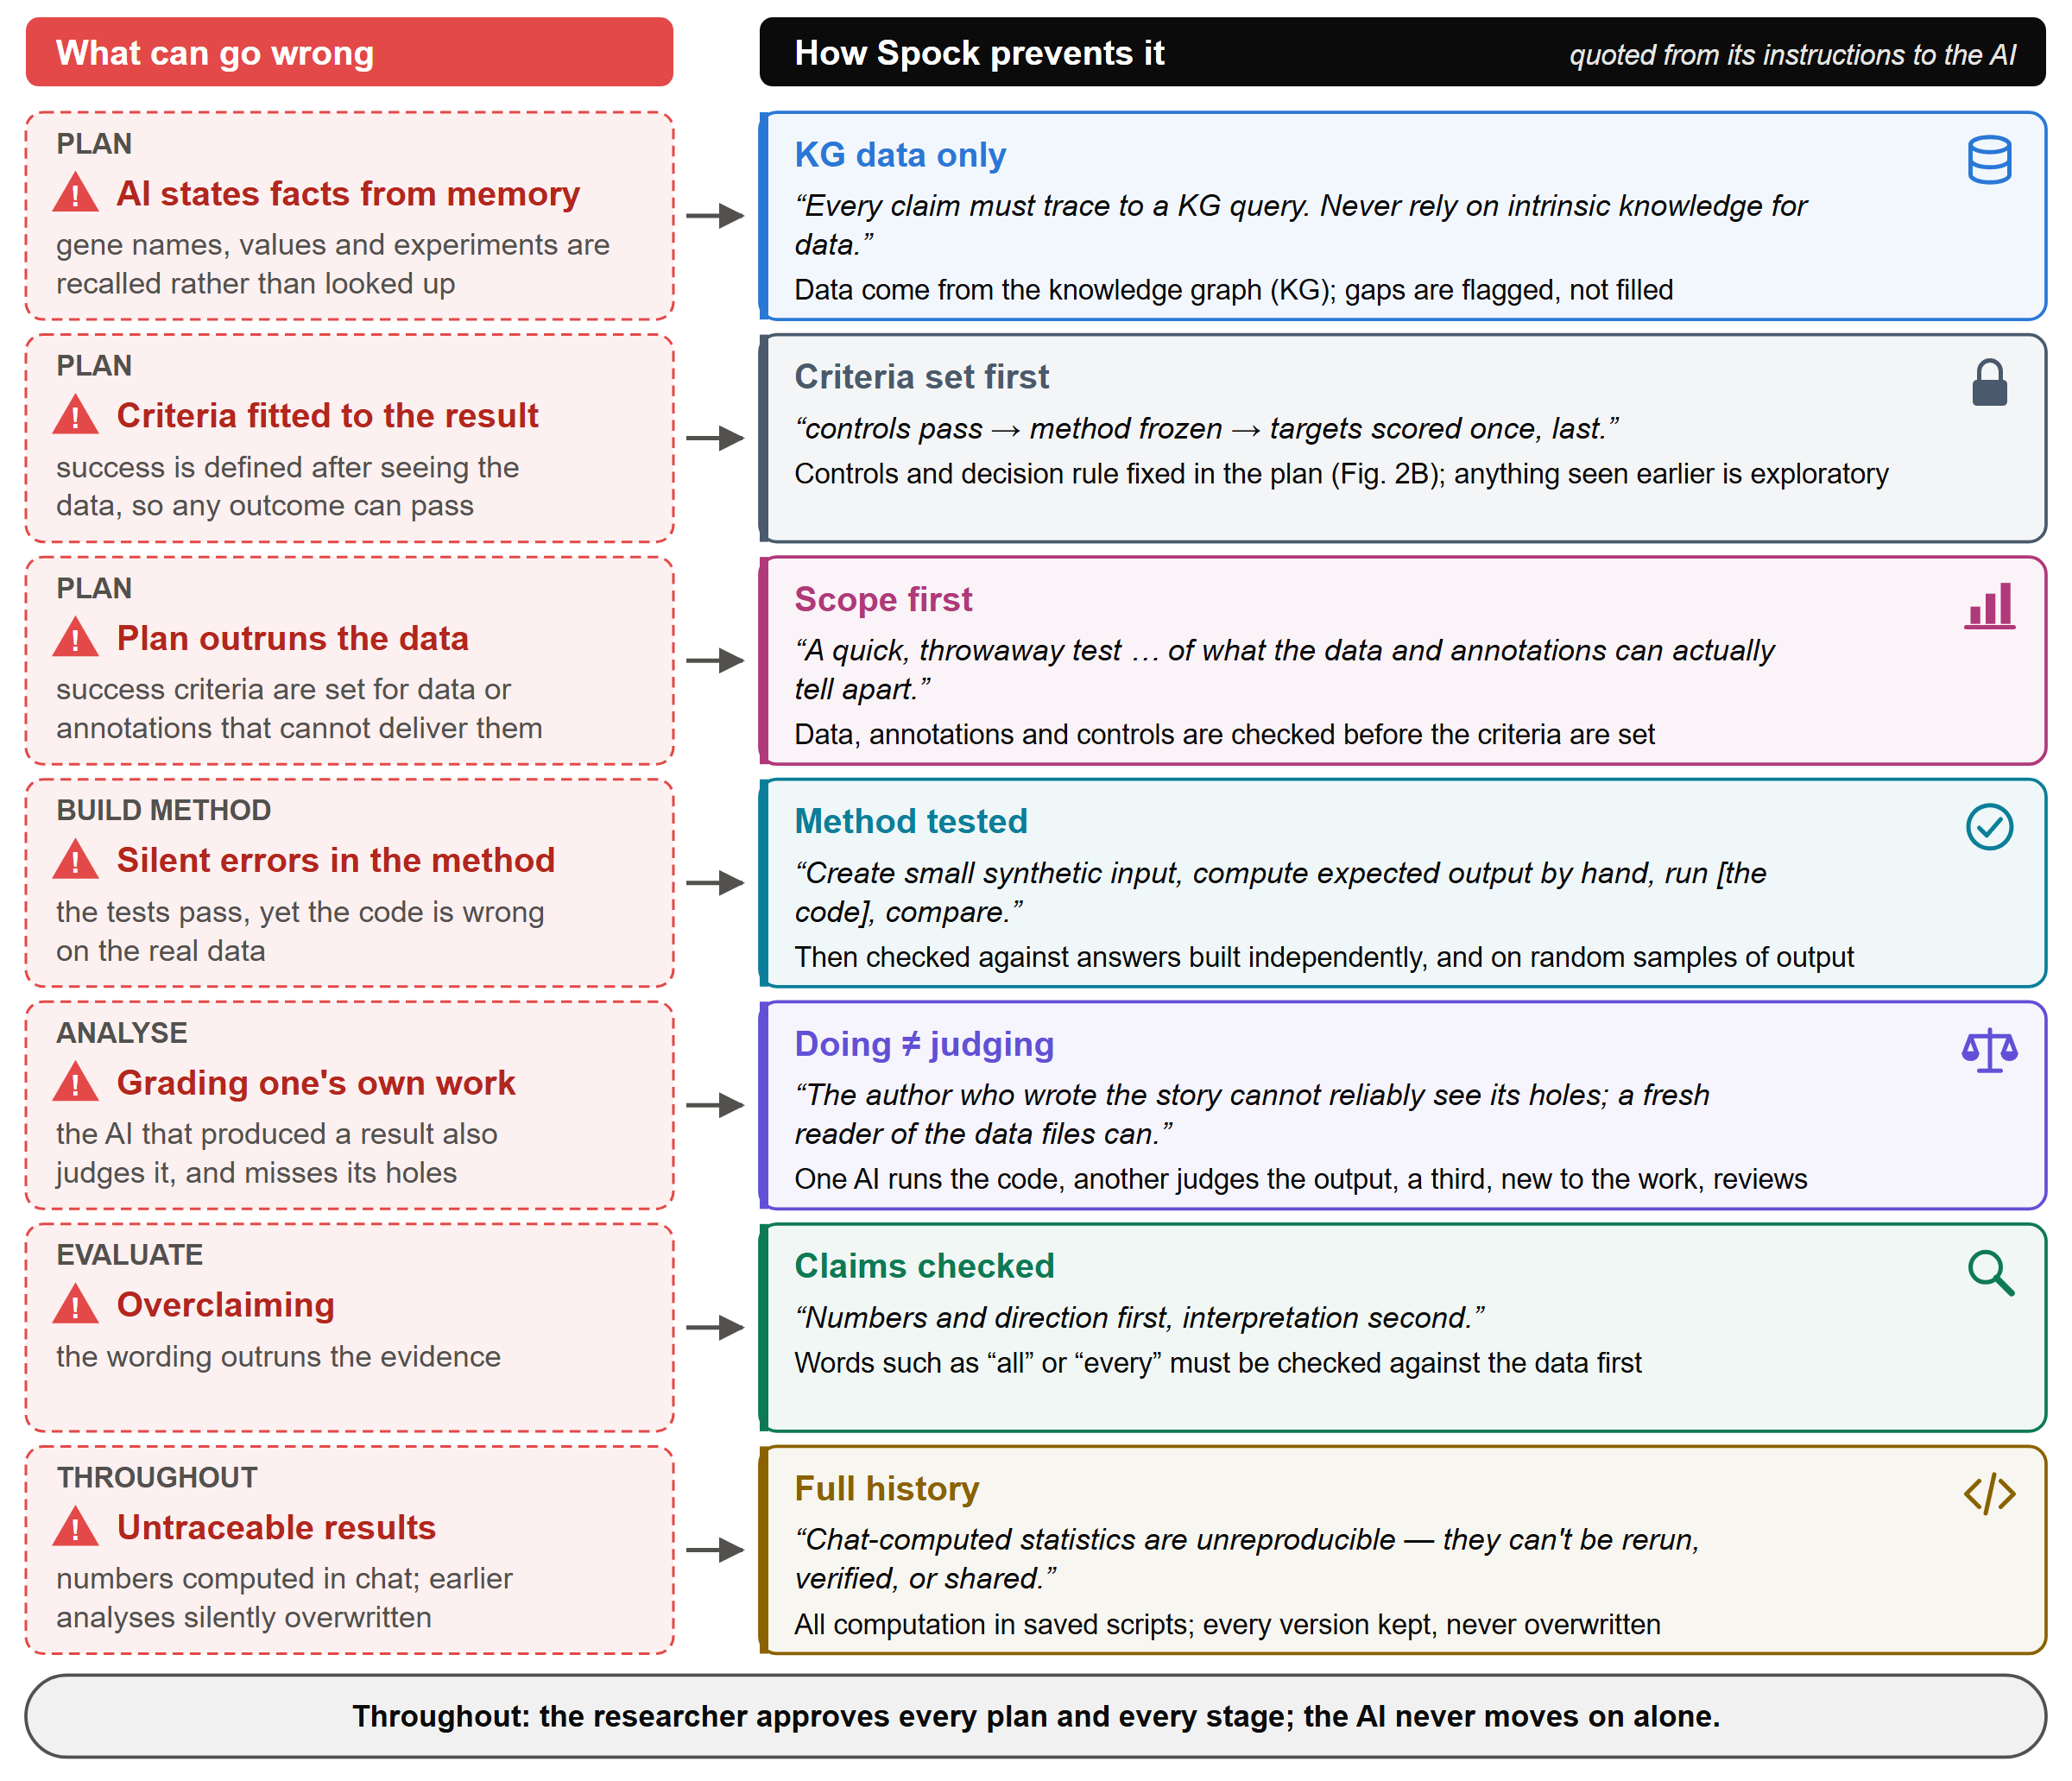 What can go wrong
How Spock prevents it
quoted from its instructions to the AI
PLAN
AI states facts from memory
gene names, values and experiments are
recalled rather than looked up
KG data only
“Every claim must trace to a KG query. Never rely on intrinsic knowledge for
data.”
Data come from the knowledge graph (KG); gaps are flagged, not filled
PLAN
Criteria fitted to the result
success is defined after seeing the
data, so any outcome can pass
Criteria set first
“controls pass → method frozen → targets scored once, last.”
Controls and decision rule fixed in the plan (Fig. 2B); anything seen earlier is exploratory
PLAN
Plan outruns the data
success criteria are set for data or
annotations that cannot deliver them
Scope first
“A quick, throwaway test … of what the data and annotations can actually
tell apart.”
Data, annotations and controls are checked before the criteria are set
BUILD METHOD
Silent errors in the method
the tests pass, yet the code is wrong
on the real data
Method tested
“Create small synthetic input, compute expected output by hand, run [the
code], compare.”
Then checked against answers built independently, and on random samples of output
ANALYSE
Grading one's own work
the AI that produced a result also
judges it, and misses its holes
Doing ≠ judging
“The author who wrote the story cannot reliably see its holes; a fresh
reader of the data files can.”
One AI runs the code, another judges the output, a third, new to the work, reviews
EVALUATE
Overclaiming
the wording outruns the evidence
Claims checked
“Numbers and direction first, interpretation second.”
Words such as “all” or “every” must be checked against the data first
THROUGHOUT
Untraceable results
numbers computed in chat; earlier
analyses silently overwritten
Full history
“Chat-computed statistics are unreproducible — they can't be rerun,
verified, or shared.”
All computation in saved scripts; every version kept, never overwritten
Throughout: the researcher approves every plan and every stage; the AI never moves on alone.